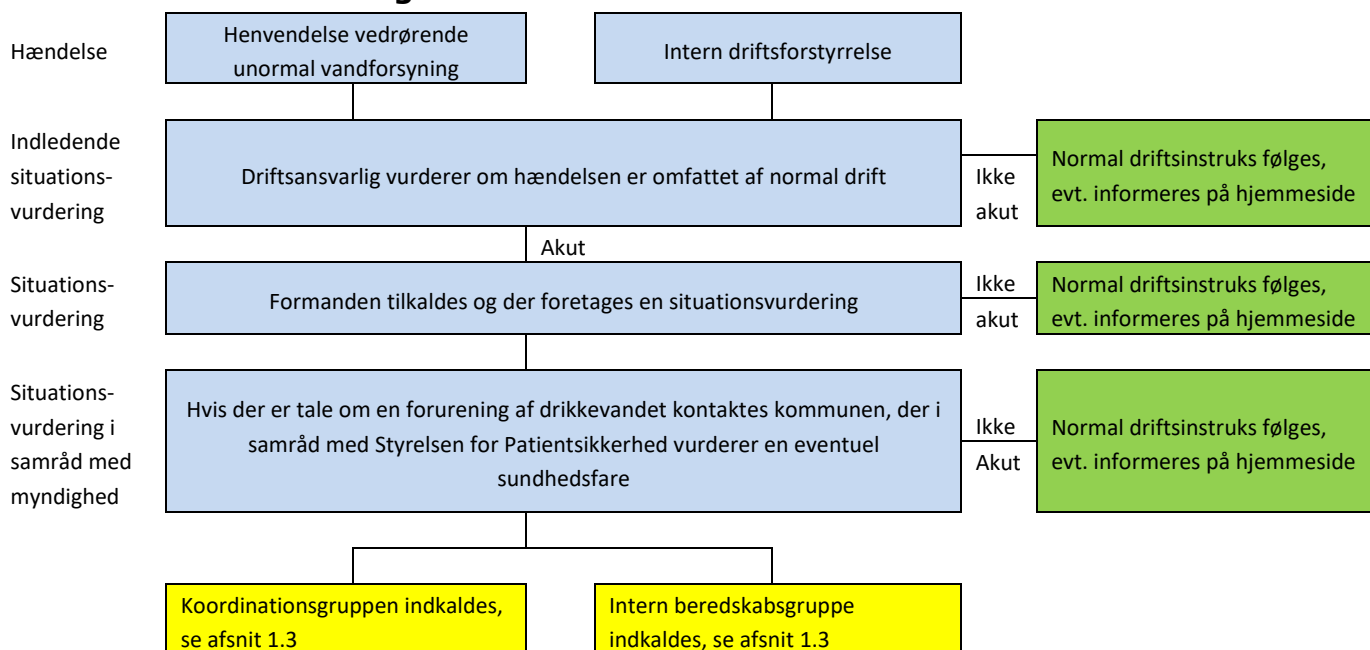 Hændelse
Henvendelse vedrørende
unormal vandforsyning
Intern driftsforstyrrelse
Indledende
situations-
vurdering
Driftsansvarlig vurderer om hændelsen er omfattet af normal drift
Ikke
akut
Normal driftsinstruks følges,
evt. informeres på hjemmeside
Akut
Situations-
vurdering
Formanden tilkaldes og der foretages en situationsvurdering
Ikke
akut
Normal driftsinstruks følges,
evt. informeres på hjemmeside
Situations-
vurdering i
samråd med
myndighed
Hvis der er tale om en forurening af drikkevandet kontaktes kommunen, der i
samråd med Styrelsen for Patientsikkerhed vurderer en eventuel
sundhedsfare
Ikke
Akut
Normal driftsinstruks følges,
evt. informeres på hjemmeside
Koordinationsgruppen indkaldes,
se afsnit 1.3
Intern beredskabsgruppe
indkaldes, se afsnit 1.3